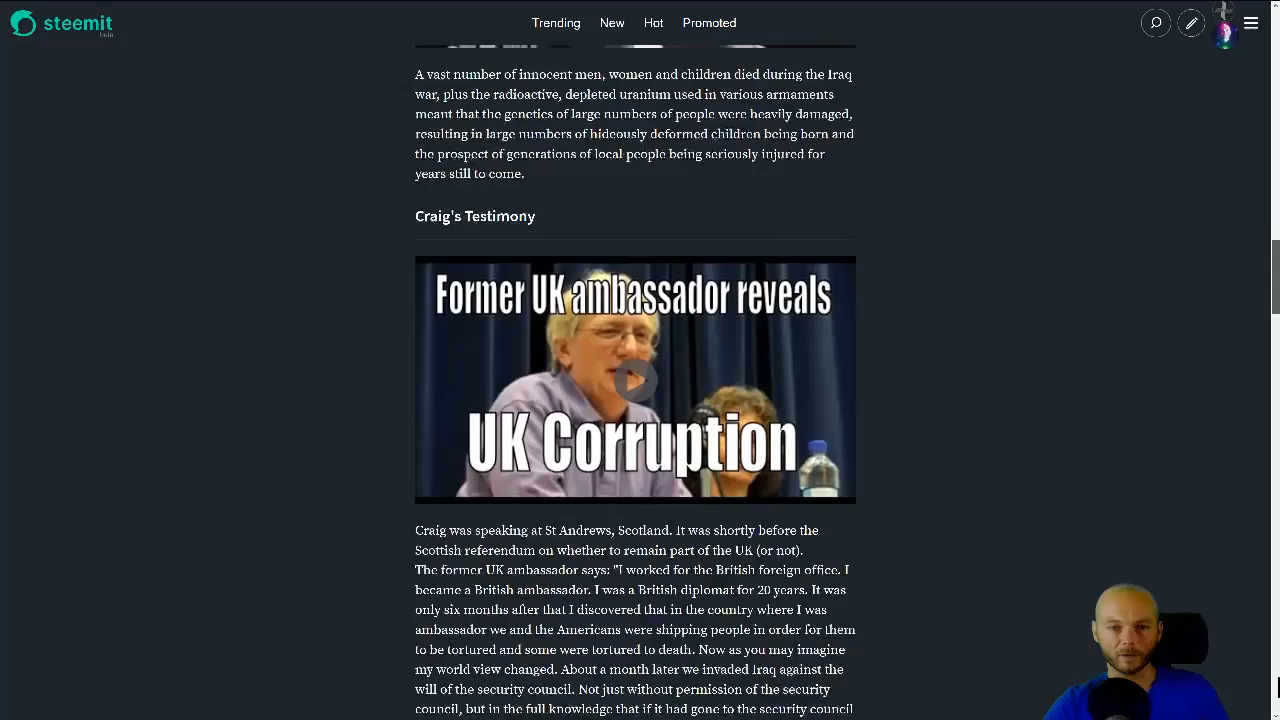 steemit
beta
Trending New Hot Promoted
A vast number of innocent men, women and children died during the Iraq
war, plus the radioactive, depleted uranium used in various armaments
meant that the genetics of large numbers of people were heavily damaged,
resulting in large numbers of hideously deformed children being born and
the prospect of generations of local people being seriously injured for
years still to come.
Craig's Testimony
Former UK ambassador reveals
UK Corruption
Craig was speaking at St Andrews, Scotland. It was shortly before the
Scottish referendum on whether to remain part of the UK (or not).
The former UK ambassador says: "I worked for the British foreign office. I
became a British ambassador. I was a British diplomat for 20 years. It was
only six months after that I discovered that in the country where I was
ambassador we and the Americans were shipping people in order for them
to be tortured and some were tortured to death. Now as you may imagine
my world view changed. About a month later we invaded Iraq against the
will of the security council. Not just without permission of the security
council, but in the full knowledge that if it had gone to the security council